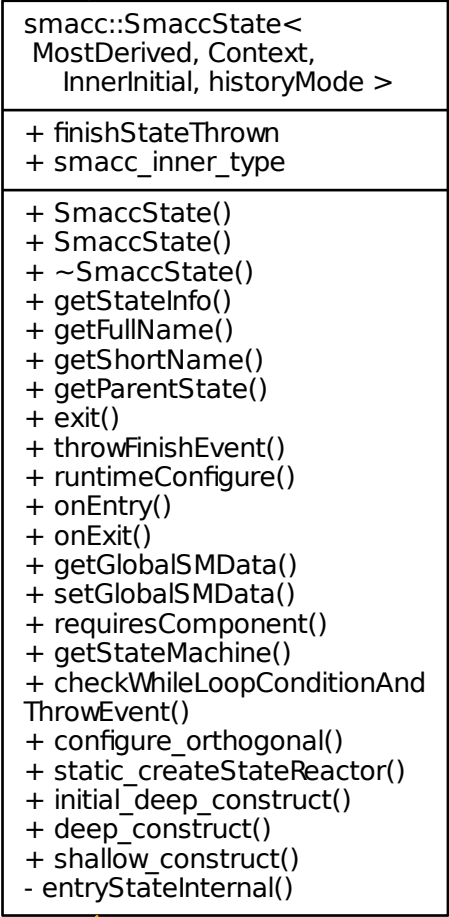 smacc::SmaccState<
MostDerived, Context,
InnerInitial, historyMode >
+ finishStateThrown
+ smacc_inner_type
+ SmaccState()
+ SmaccState()
+ ~SmaccState()
+ getStateInfo()
+ getFullName()
+ getShortName()
+ getParentState()
+ exit()
+ throwFinishEvent()
+ runtimeConfigure()
+ onEntry()
+ onExit()
+ getGlobalSMData()
+ setGlobalSMData()
+ requiresComponent()
+ getStateMachine()
+ checkWhileLoopConditionAnd
ThrowEvent()
+ configure_orthogonal()
+ static_createStateReactor()
+ initial_deep_construct()
+ deep_construct()
+ shallow_construct()
- entryStateInternal()